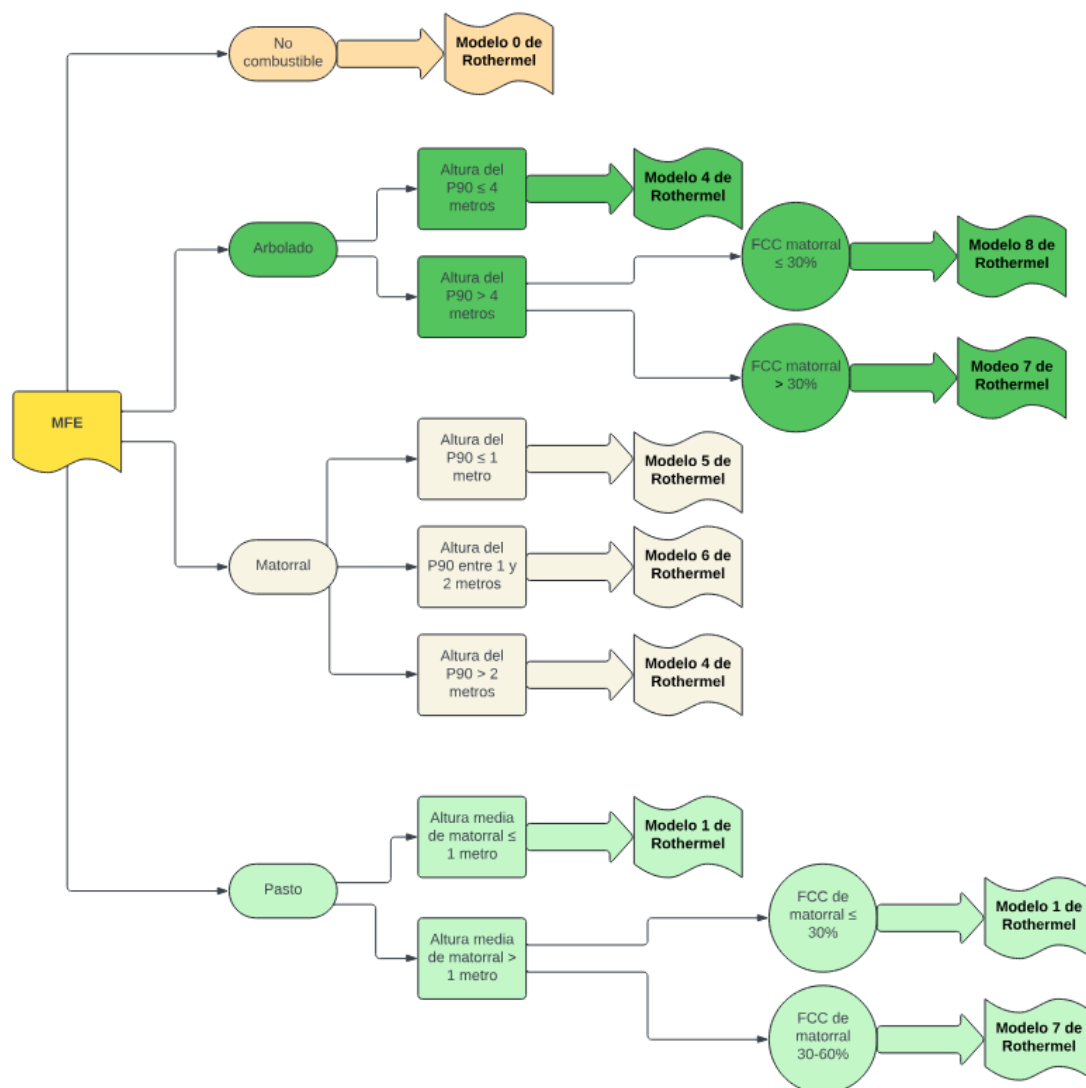 No
combustible
Modelo 0 de
Rothermel
Altura del
P90 ≤ 4
metros
Modelo 4 de
Rothermel
Arbolado
Altura del
P90 > 4
metros
FCC matorral
≤ 30%
Modelo 8 de
Rothermel
FCC matorral
> 30%
Modeo 7 de
Rothermel
MFE
Altura del
P90 ≤ 1
metro
Modelo 5 de
Rothermel
Matorral
Altura del
P90 entre 1 y
2 metros
Modelo 6 de
Rothermel
Altura del
P90 > 2
metros
Modelo 4 de
Rothermel
Altura media
de matorral ≤
1 metro
Modelo 1 de
Rothermel
Pasto
Altura media
de matorral >
1 metro
FCC de
matorral ≤
30%
Modelo 1 de
Rothermel
FCC de
matorral
30-60%
Modelo 7 de
Rothermel